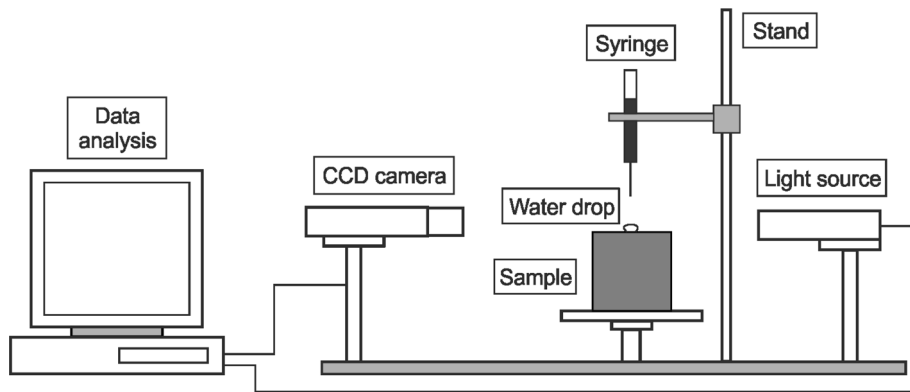 Data
analysis
CCD camera
Syringe
Stand
Water drop
Sample
Light source